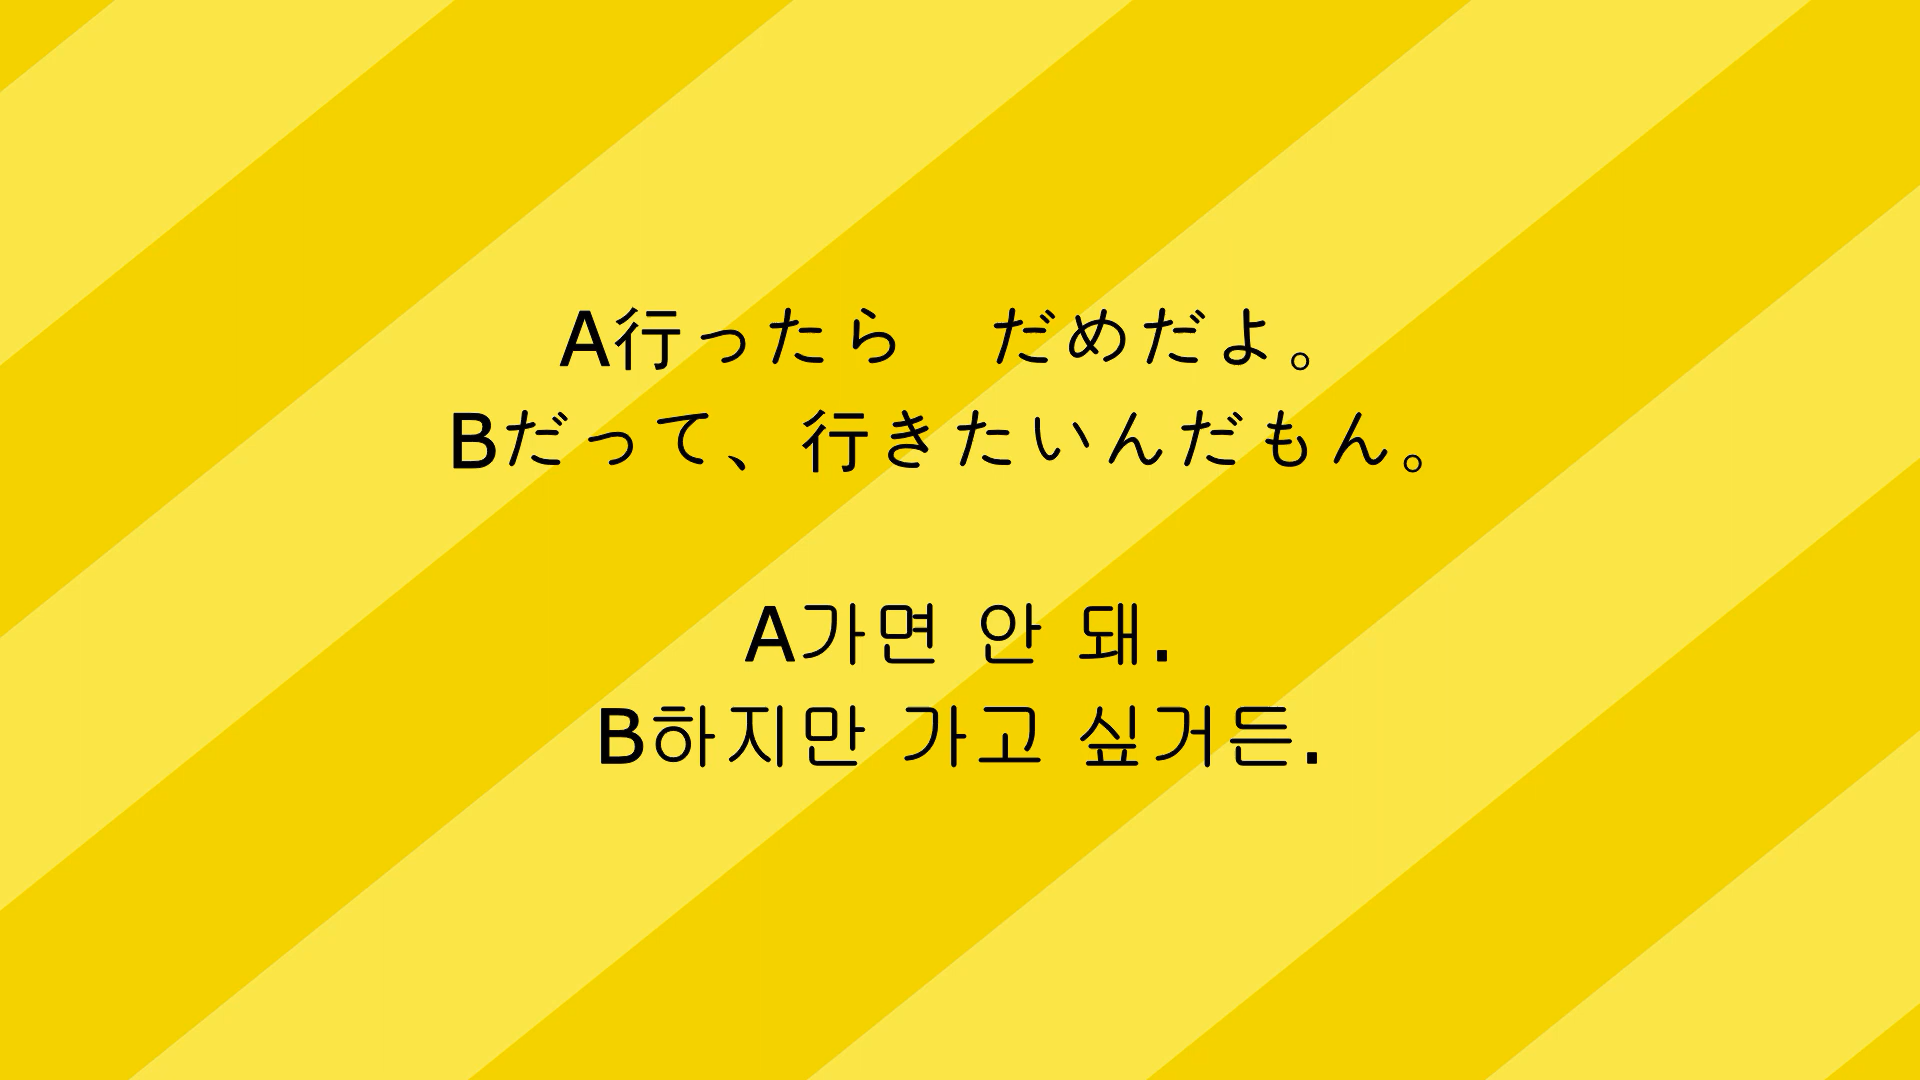 A行ったら　だめだよ。
Bだって、行きたいんだもん。
A가면 안 돼.
B하지만 가고 싶거든.